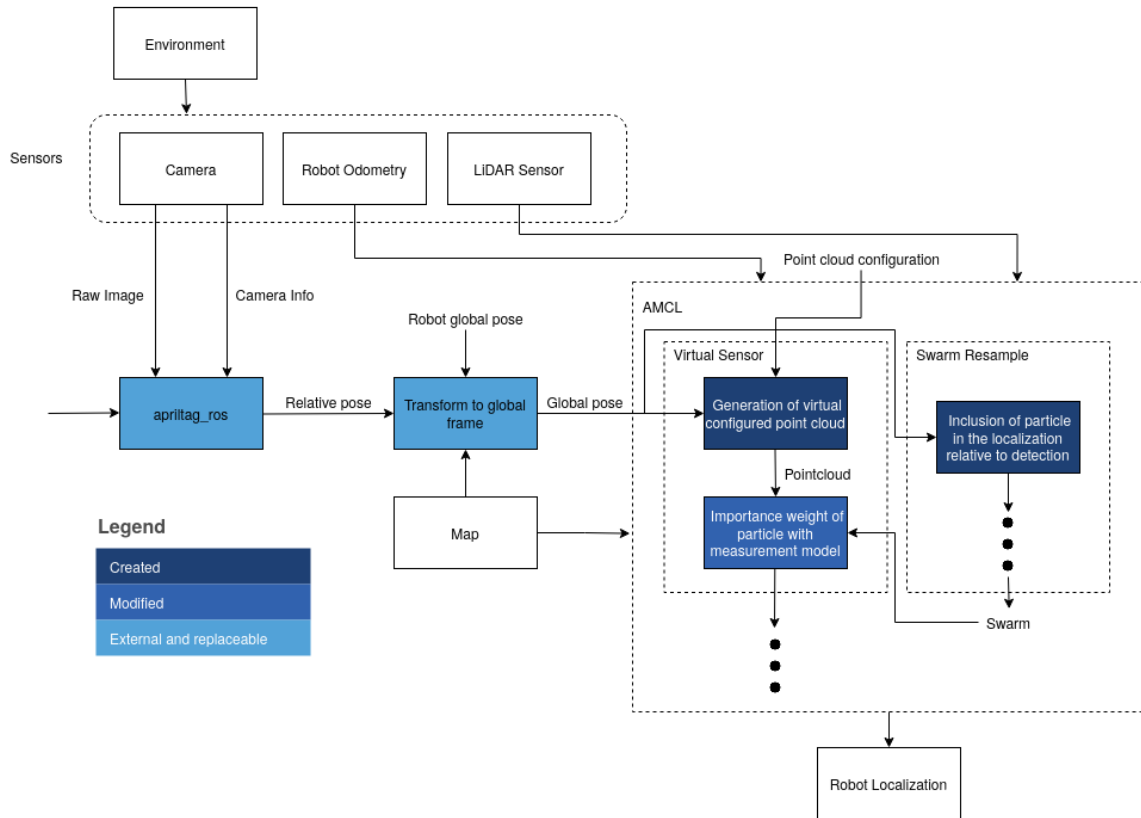 Environment
Sensors
Camera
Robot Odometry
LiDAR Sensor
Point cloud configuration
Raw Image
Camera Info
AMCL
Robot global pose
Virtual Sensor
Swarm Resample
apriltag_ros
Relative pose
Transform to global
frame
Global pose
Generation of virtual
configured point cloud
Inclusion of particle
in the localization
relative to detection
Pointcloud
Map
Importance weight of
particle with
measurement model
Legend
Created
Modified
External and replaceable
Swarm
Robot Localization